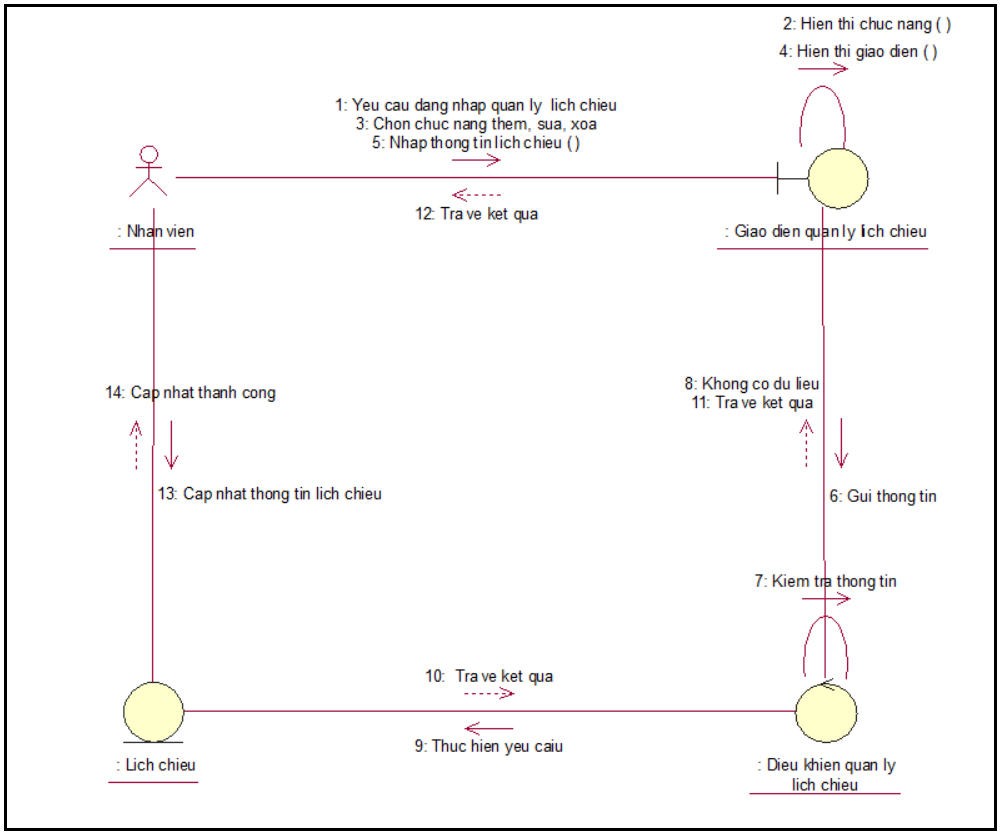 2: Hien thi chuc nang ( )
4: Hien thi giao dien ( )
1: Yeu cau dang nhap quan ly lich chieu
3: Chon chuc nang them, sua, xoa
5: Nhap thong tin lich chieu ( )
12: Tra ve ket qua
: Nhan vien
: Giao dien quan ly lich chieu
14: Cap nhat thanh cong
8: Khong co du lieu
11: Tra ve ket qua
13: Cap nhat thong tin lich chieu
6: Gui thong tin
7: Kiem tra thong tin
10: Tra ve ket qua
9: Thuc hien yeu caiu
: Lich chieu
: Dieu khien quan ly
lich chieu